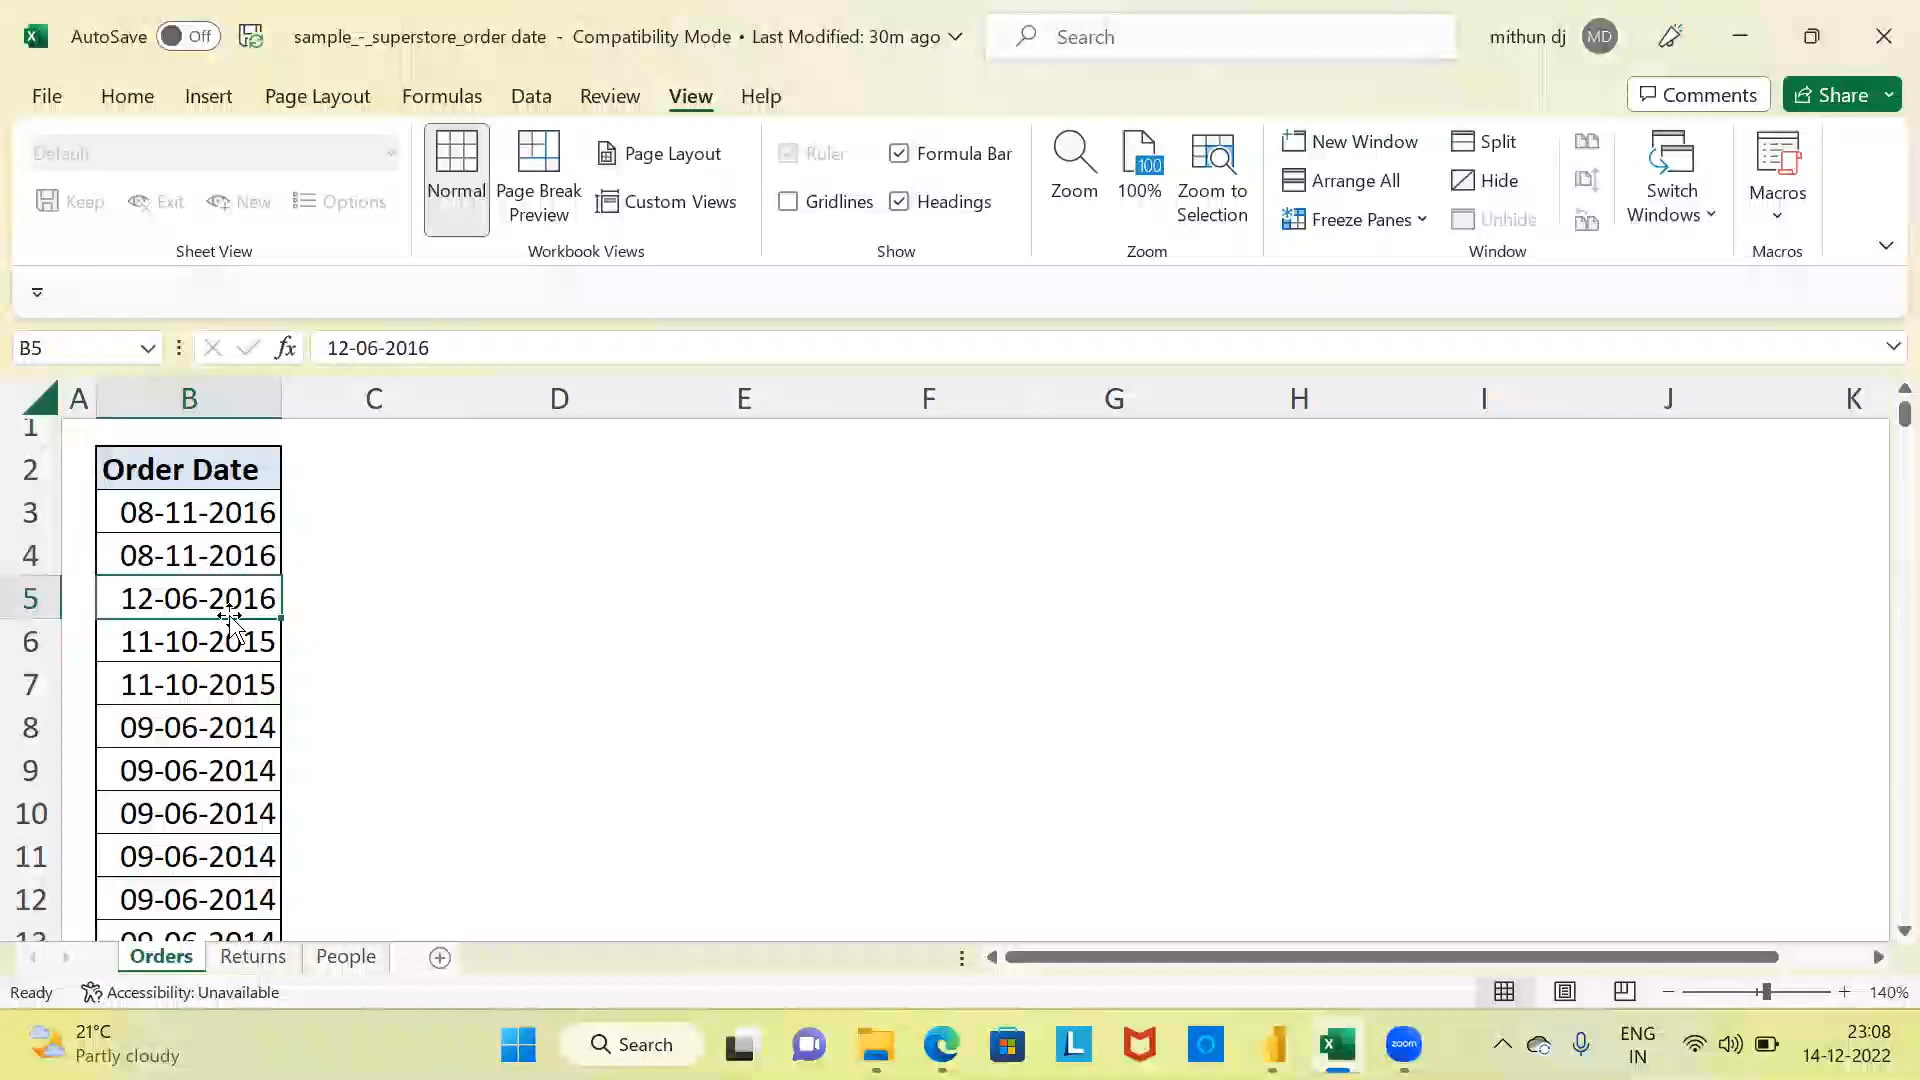 AutoSave Off sample_-_superstore_order date - Compatibility Mode • Last Modified: 30m ago Search mithun dj MD
File Home Insert Page Layout Formulas Data Review View Help Comments Share
Default
Keep Exit New Options
Sheet View
Normal
Page Break Preview
Page Layout
Custom Views
Workbook Views
Ruler Formula Bar
Gridlines Headings
Show
Zoom
100
100%
Zoom to Selection
Zoom
New Window
Arrange All
Freeze Panes
Split
Hide
Unhide
Switch Windows
Window
Macros
Macros
B5 fx 12-06-2016
A B C D E F G H I J K
1
2 Order Date
3 08-11-2016
4 08-11-2016
5 12-06-2016
6 11-10-2015
7 11-10-2015
8 09-06-2014
9 09-06-2014
10 09-06-2014
11 09-06-2014
12 09-06-2014
13 09-06-2014
Orders Returns People
Ready Accessibility: Unavailable 140%
21°C
Partly cloudy
Search
zoom
ENG
IN
23:08
14-12-2022